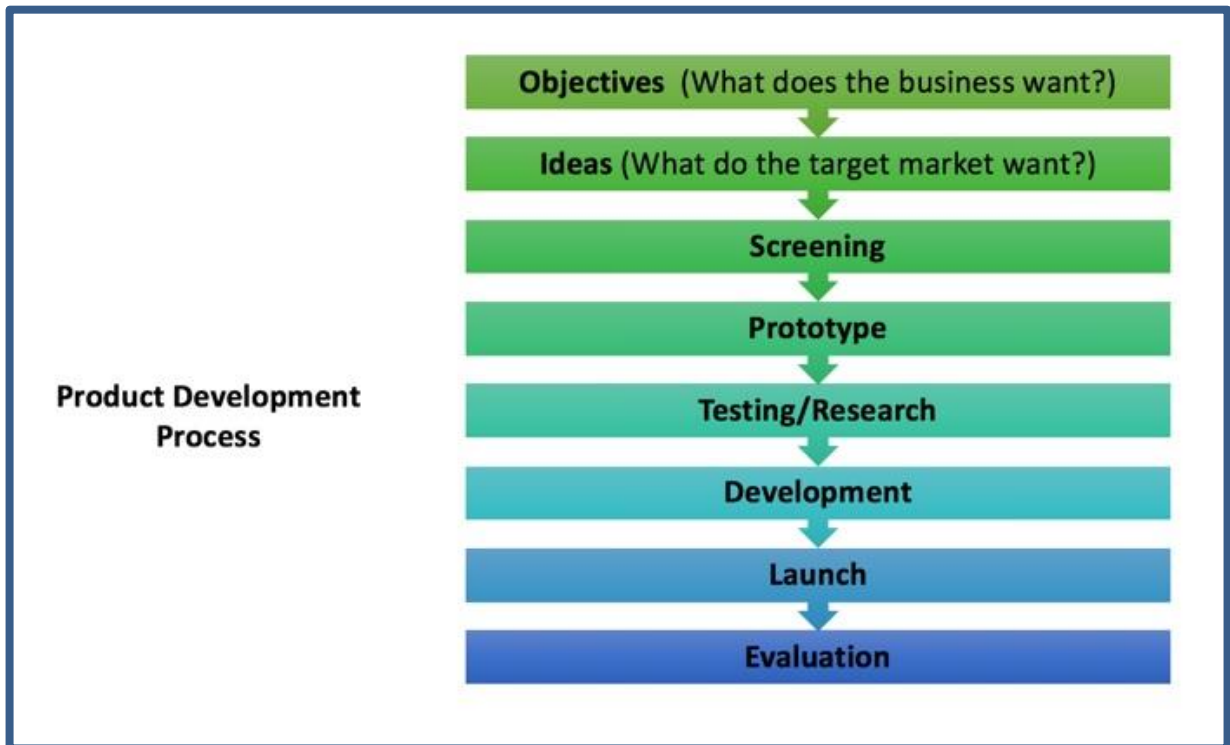 Objectives (What does the business want?)
Ideas (What do the target market want?)
Screening
Prototype
Product Development
Process
Testing/Research
Development
Launch
Evaluation